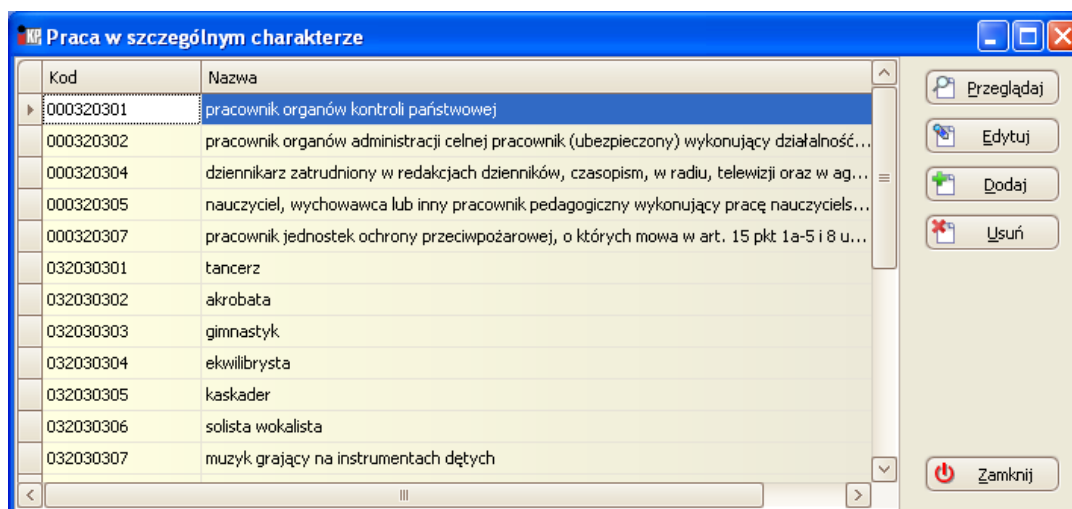 iKP Praca w szczególnym charakterze
Kod Nazwa
000320301 pracownik organów kontroli państwowej
000320302 pracownik organów administracji celnej pracownik (ubezpieczony) wykonujący działalność...
000320304 dziennikarz zatrudniony w redakcjach dzienników, czasopism, w radiu, telewizji oraz w ag...
000320305 nauczyciel, wychowawca lub inny pracownik pedagogiczny wykonujący pracę nauczyciels...
000320307 pracownik jednostek ochrony przeciwpożarowej, o których mowa w art. 15 pkt 1a-5 i 8 u...
032030301 tancerz
032030302 akrobata
032030303 gimnastyk
032030304 ekwilibrysta
032030305 kaskader
032030306 solista wokalista
032030307 muzyk grający na instrumentach dętych
Przeglądaj
Edytuj
Dodaj
Usuń
Zamknij